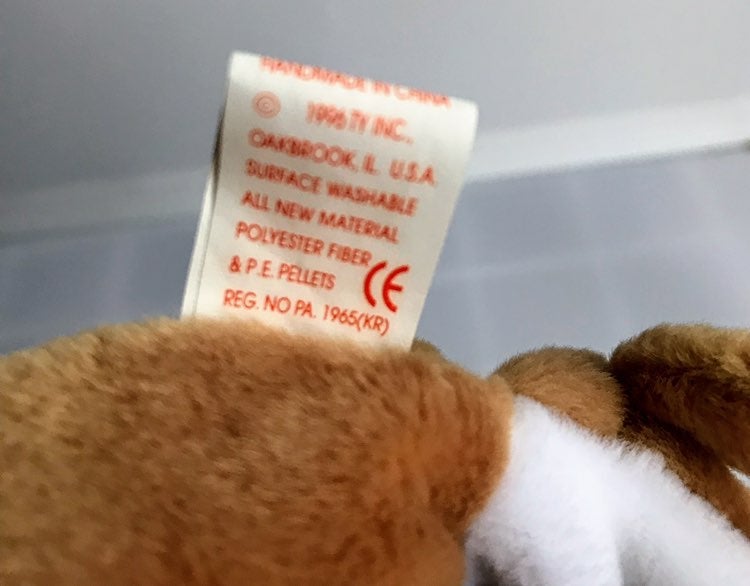 HANDMADE IN CHINA
© 1996 TY INC.,
OAKBROOK, IL. U.S.A.
SURFACE WASHABLE
ALL NEW MATERIAL
POLYESTER FIBER
& P.E. PELLETS CE
REG. NO PA. 1965(KR)